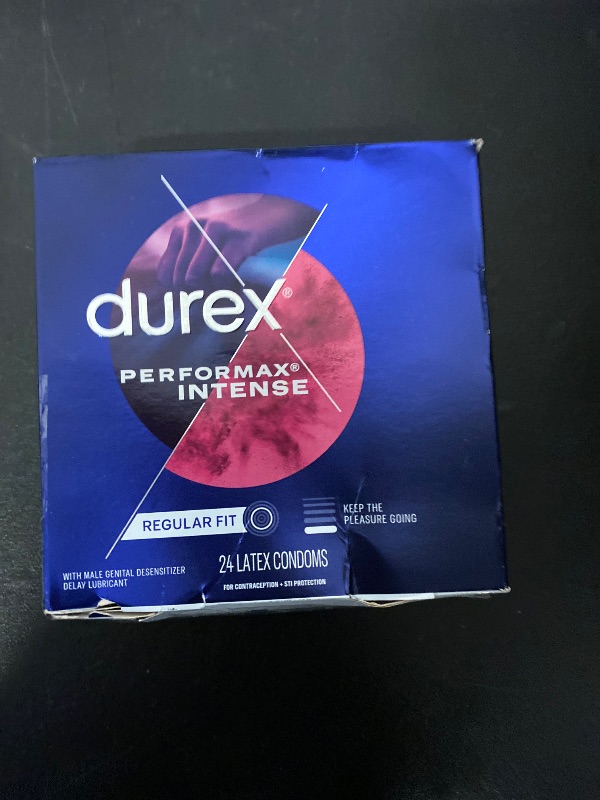 durex®
PERFORMAX®
INTENSE
REGULAR FIT
KEEP THE
PLEASURE GOING
24 LATEX CONDOMS
WITH MALE GENITAL DESENSITIZER
DELAY LUBRICANT
FOR CONTRACEPTION + STI PROTECTION